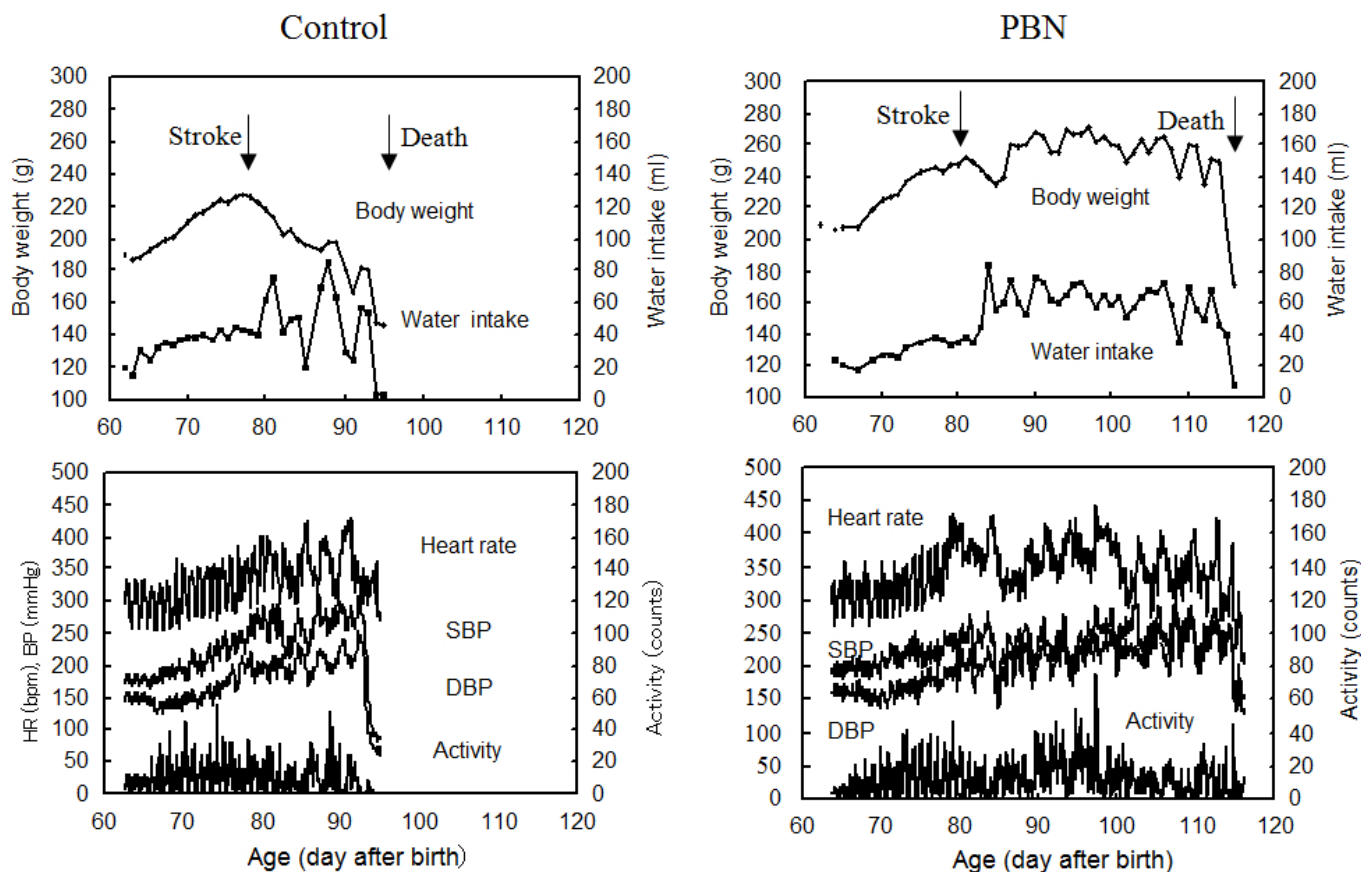 Control
PBN
300
280
260
240
220
200
180
160
140
120
100
Body weight (g)
200
180
160
140
120
100
80
60
40
20
0
Water intake (ml)
Stroke
Death
Body weight
Water intake
60 70 80 90 100 110 120
300
280
260
240
220
200
180
160
140
120
100
Body weight (g)
200
180
160
140
120
100
80
60
40
20
0
Water intake (ml)
Stroke
Death
Body weight
Water intake
60 70 80 90 100 110 120
500
450
400
350
300
250
200
150
100
50
0
HR (bpm), BP (mmHg)
200
180
160
140
120
100
80
60
40
20
0
Activity (counts)
Heart rate
SBP
DBP
Activity
60 70 80 90 100 110 120
Age (day after birth)
500
450
400
350
300
250
200
150
100
50
0
200
180
160
140
120
100
80
60
40
20
0
Activity (counts)
Heart rate
SBP
DBP
Activity
60 70 80 90 100 110 120
Age (day after birth)